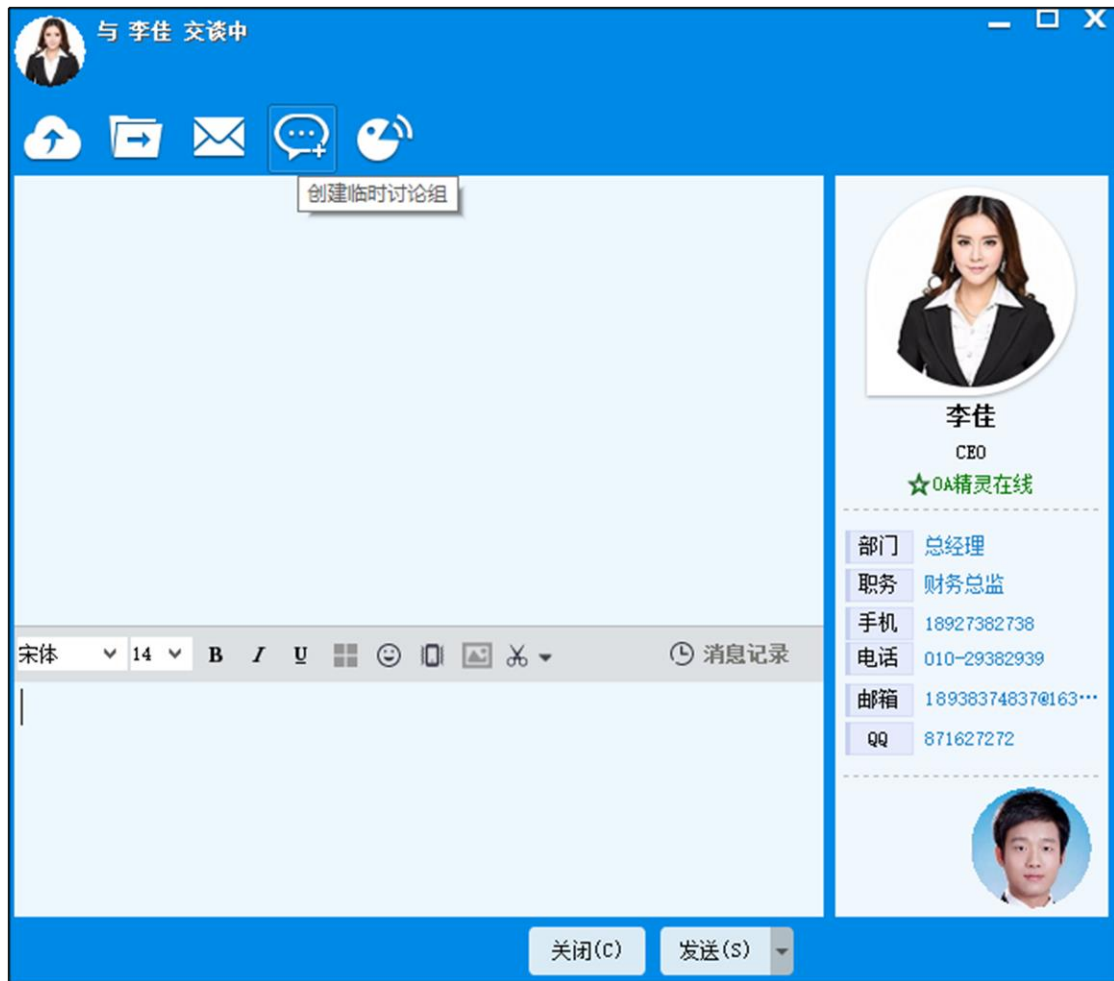 与 李佳 交谈中
创建临时讨论组
李佳
CEO
OA精灵在线
部门 总经理
职务 财务总监
手机 18927382738
电话 010-29382939
邮箱 18938374837@163…
QQ 871627272
宋体 14 B I U 消息记录
关闭(C) 发送(S)